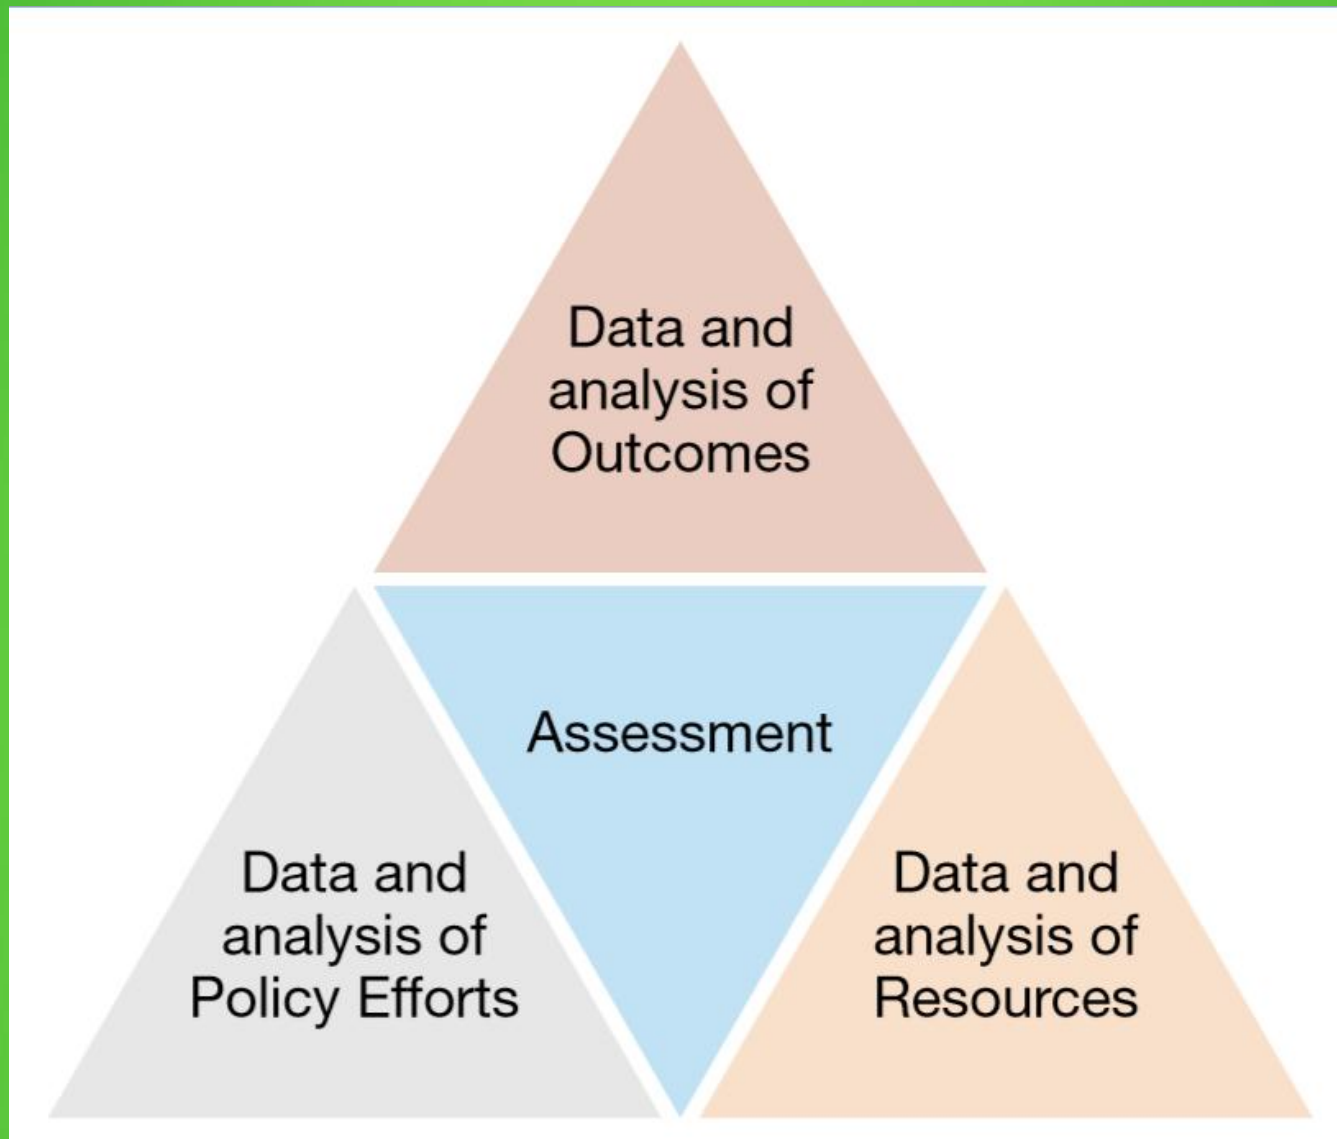 Data and
analysis of
Outcomes
Assessment
Data and
analysis of
Policy Efforts
Data and
analysis of
Resources